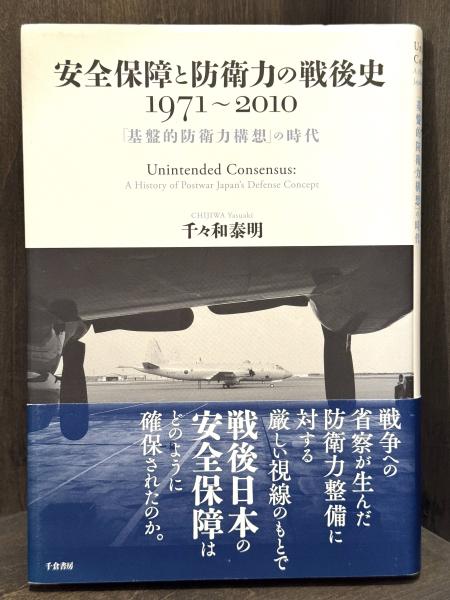 安全保障と防衛力の戦後史
1971～2010
「基盤的防衛力構想」の時代
Unintended Consensus:
A History of Postwar Japan's Defense Concept
CHIJIWA Yasuaki
千々和泰明
戦争への
省察が生んだ
防衛力整備に
対する
厳しい視線のもとで
戦後日本の
安全保障は
どのように
確保されたのか。
千倉書房